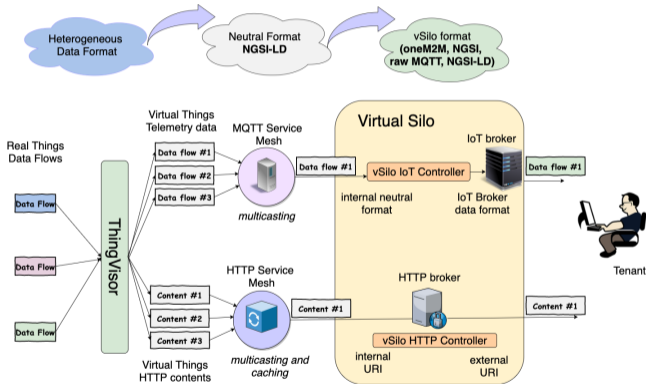 Heterogeneous
Data Format
Neutral Format
NGSI-LD
vSilo format
(oneM2M, NGSI,
raw MQTT, NGSI-LD)
Real Things
Data Flows
Data Flow
Data Flow
Data Flow
ThingVisor
Virtual Things
Telemetry data
Data flow #1
Data flow #2
Data flow #3
MQTT Service
Mesh
multicasting
Data flow #1
Virtual Silo
vSilo IoT Controller
internal neutral
format
IoT broker
IoT Broker
data format
Data flow #1
Tenant
Content #1
Content #2
Content #3
Virtual Things
HTTP contents
HTTP Service
Mesh
multicasting and
caching
Content #1
HTTP broker
vSilo HTTP Controller
internal
URI
external
URI
Content #1